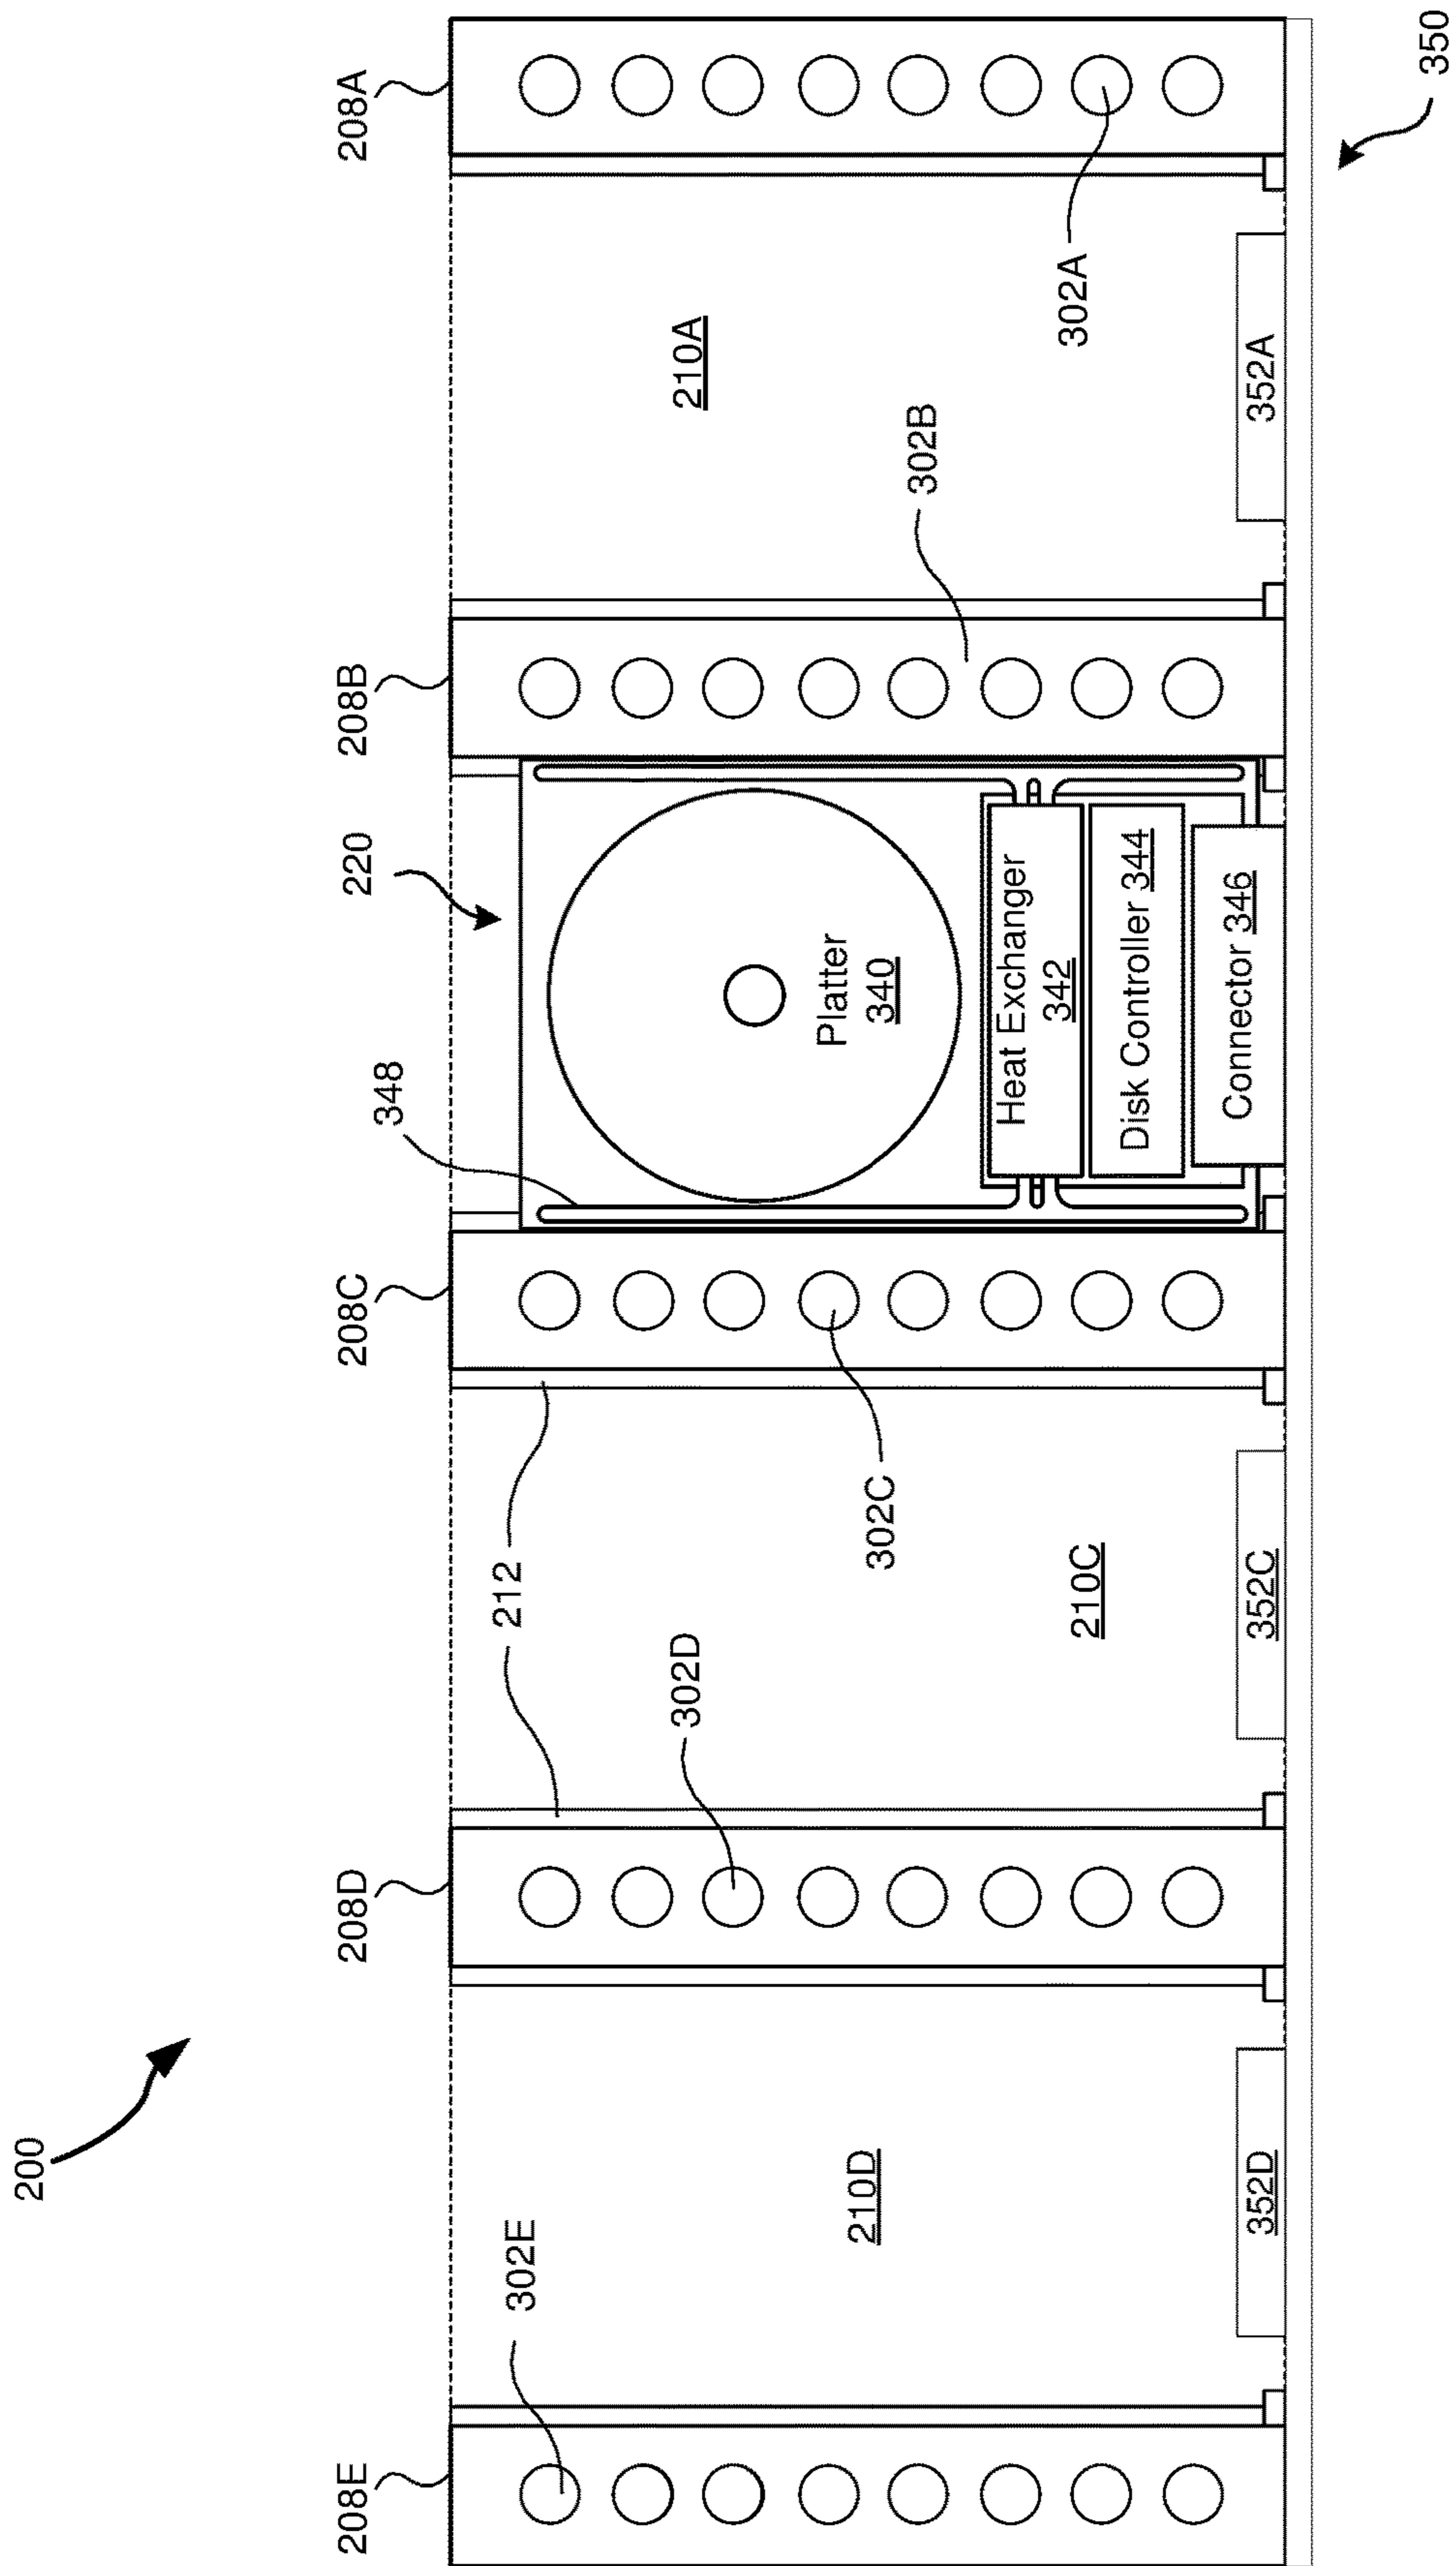 200
208E
208D
208C
208B
208A
220
348
212
302E
302D
302C
302B
302A
210D
210C
210A
Platter
340
Heat Exchanger
342
Disk Controller 344
Connector 346
352D
352C
352A
350